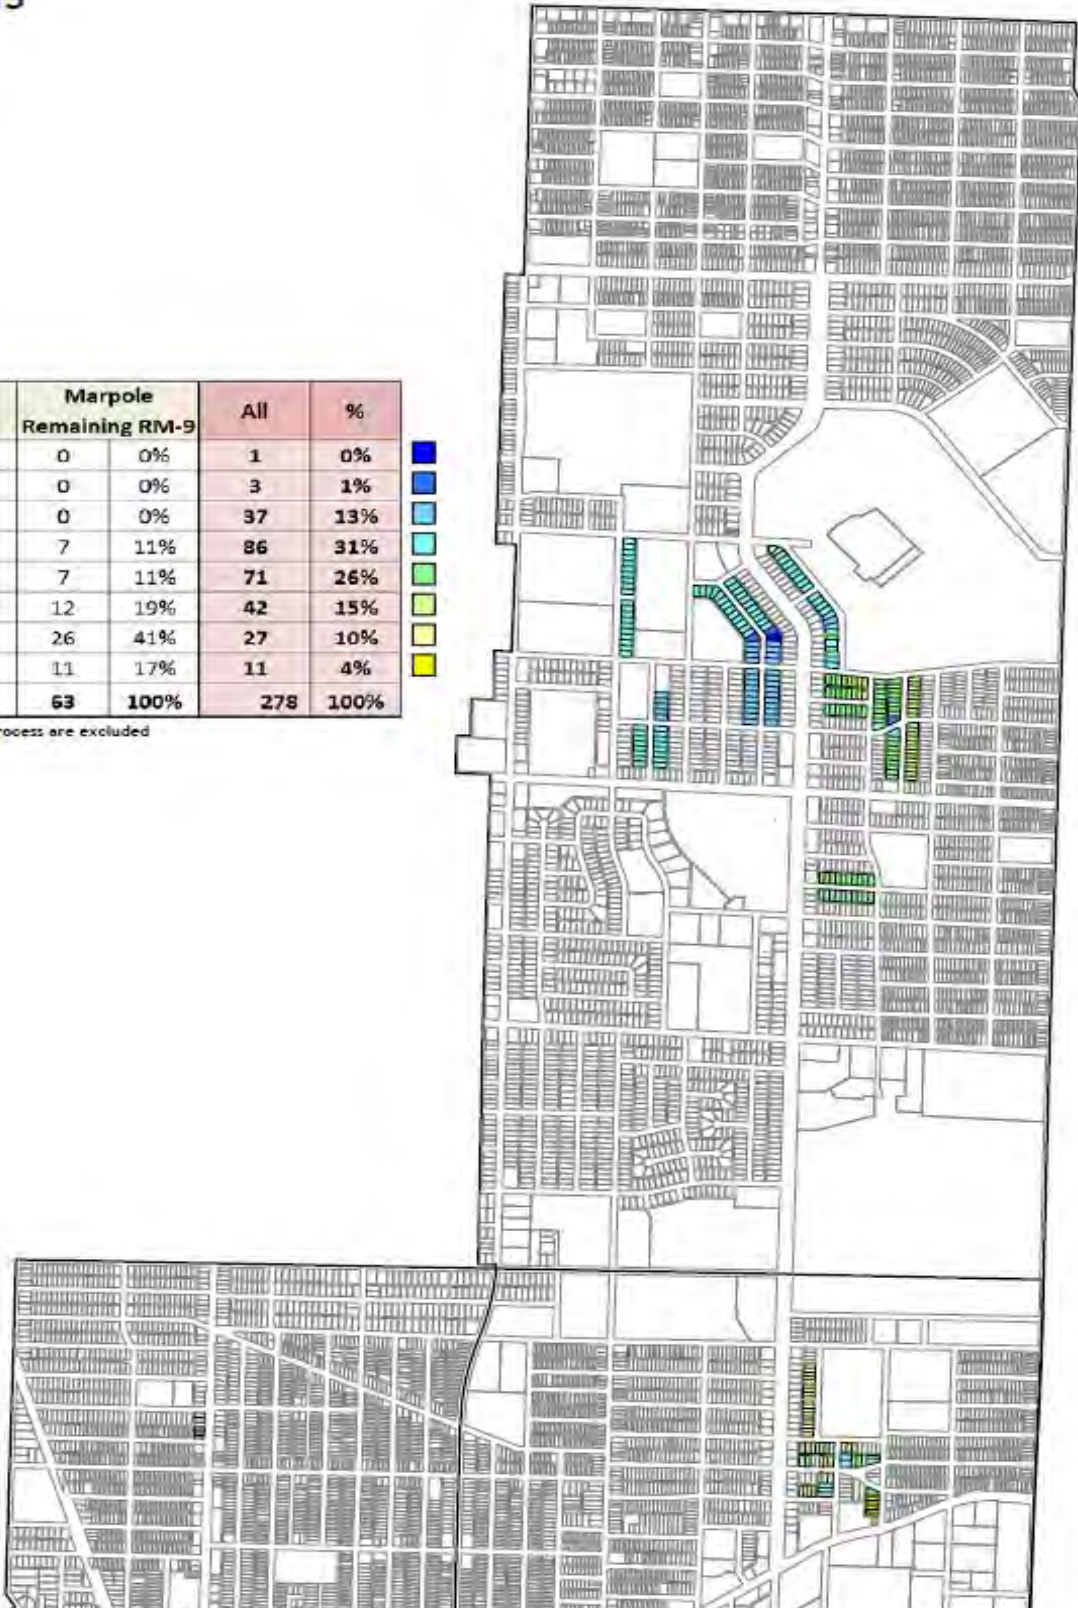 Marpole All %
Remaining RM-9
0 0% 1 0%
0 0% 3 1%
0 0% 37 13%
7 11% 86 31%
7 11% 71 26%
12 19% 42 15%
26 41% 27 10%
11 17% 11 4%
63 100% 278 100%
rocess are excluded